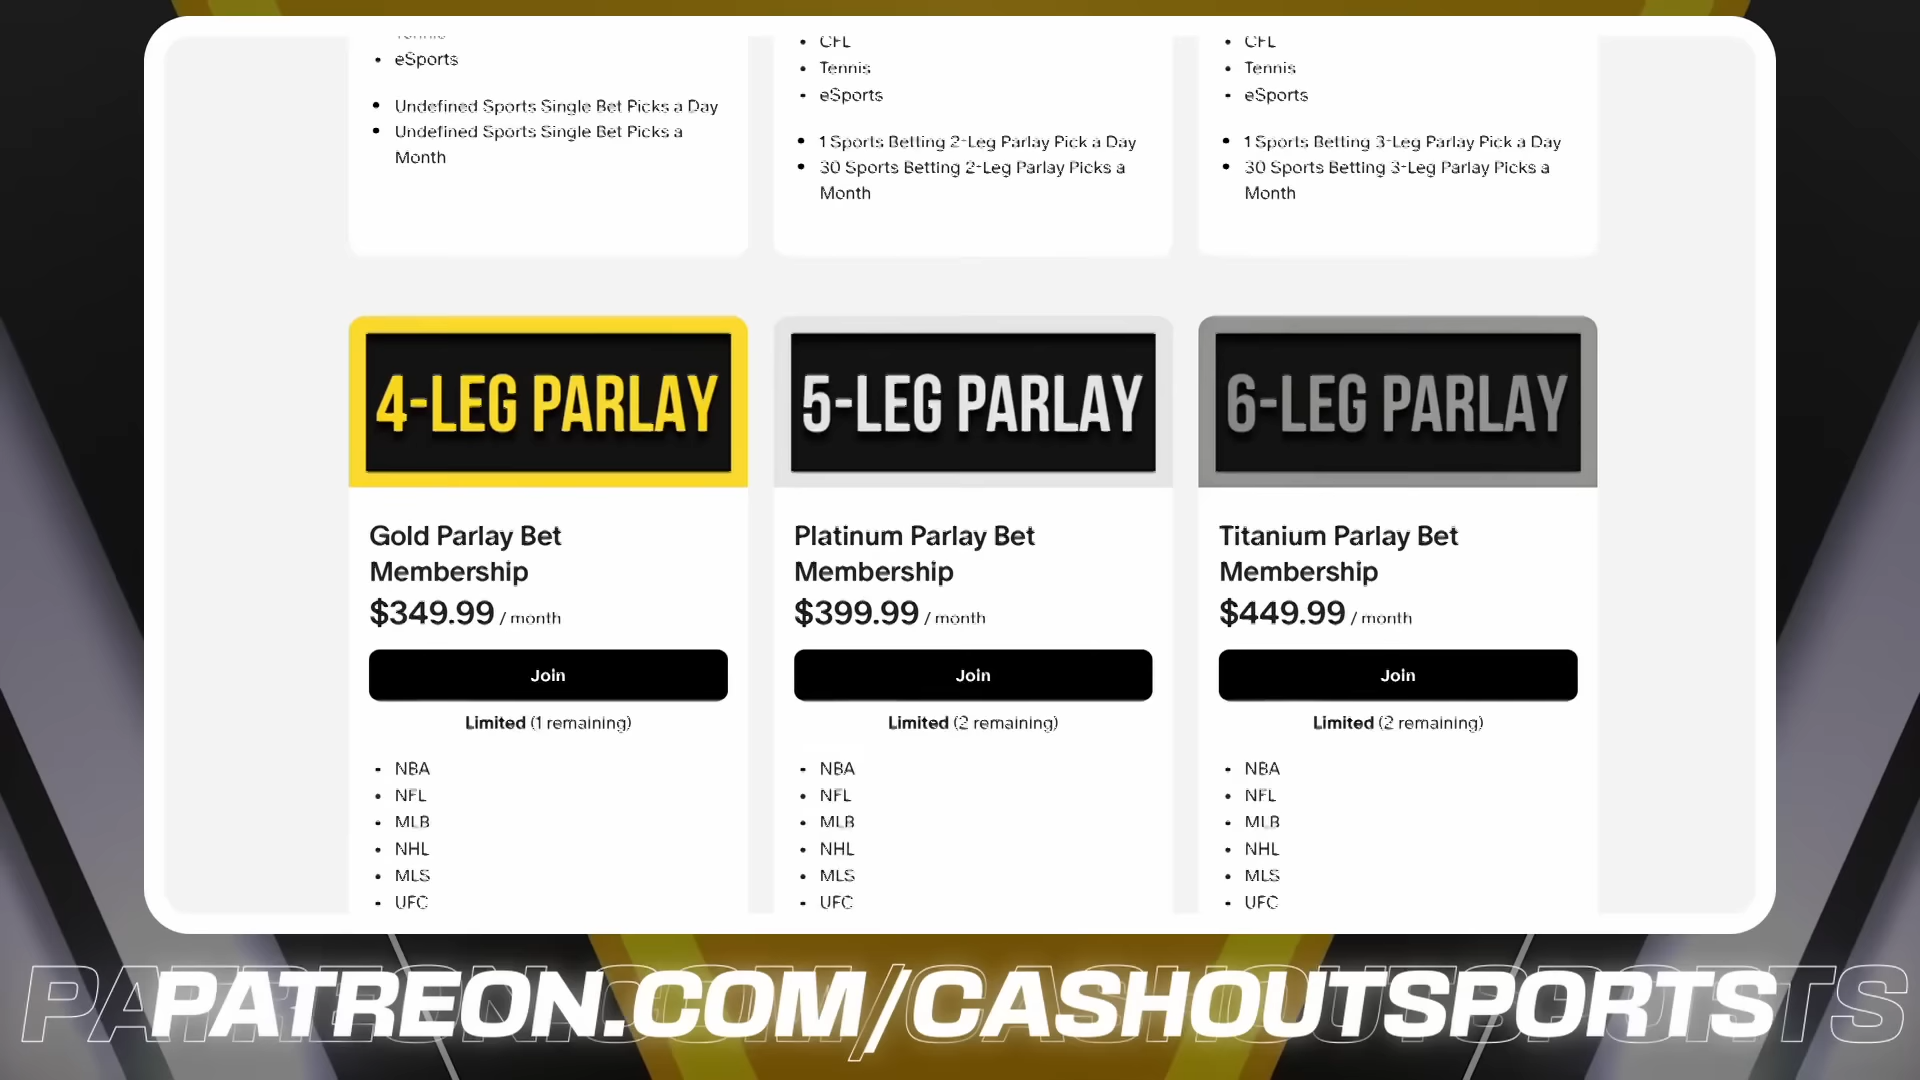 eSports
Undefined Sports Single Bet Picks a Day
Undefined Sports Single Bet Picks a
Month
CFL
Tennis
eSports
1 Sports Betting 2-Leg Parlay Pick a Day
30 Sports Betting 2-Leg Parlay Picks a
Month
CFL
Tennis
eSports
1 Sports Betting 3-Leg Parlay Pick a Day
30 Sports Betting 3-Leg Parlay Picks a
Month
4-LEG PARLAY
Gold Parlay Bet
Membership
$349.99 / month
Join
Limited (1 remaining)
NBA
NFL
MLB
NHL
MLS
UFC
5-LEG PARLAY
Platinum Parlay Bet
Membership
$399.99 / month
Join
Limited (2 remaining)
NBA
NFL
MLB
NHL
MLS
UFC
6-LEG PARLAY
Titanium Parlay Bet
Membership
$449.99 / month
Join
Limited (2 remaining)
NBA
NFL
MLB
NHL
MLS
UFC
PATREON.COM/CASHOUTSPORTS